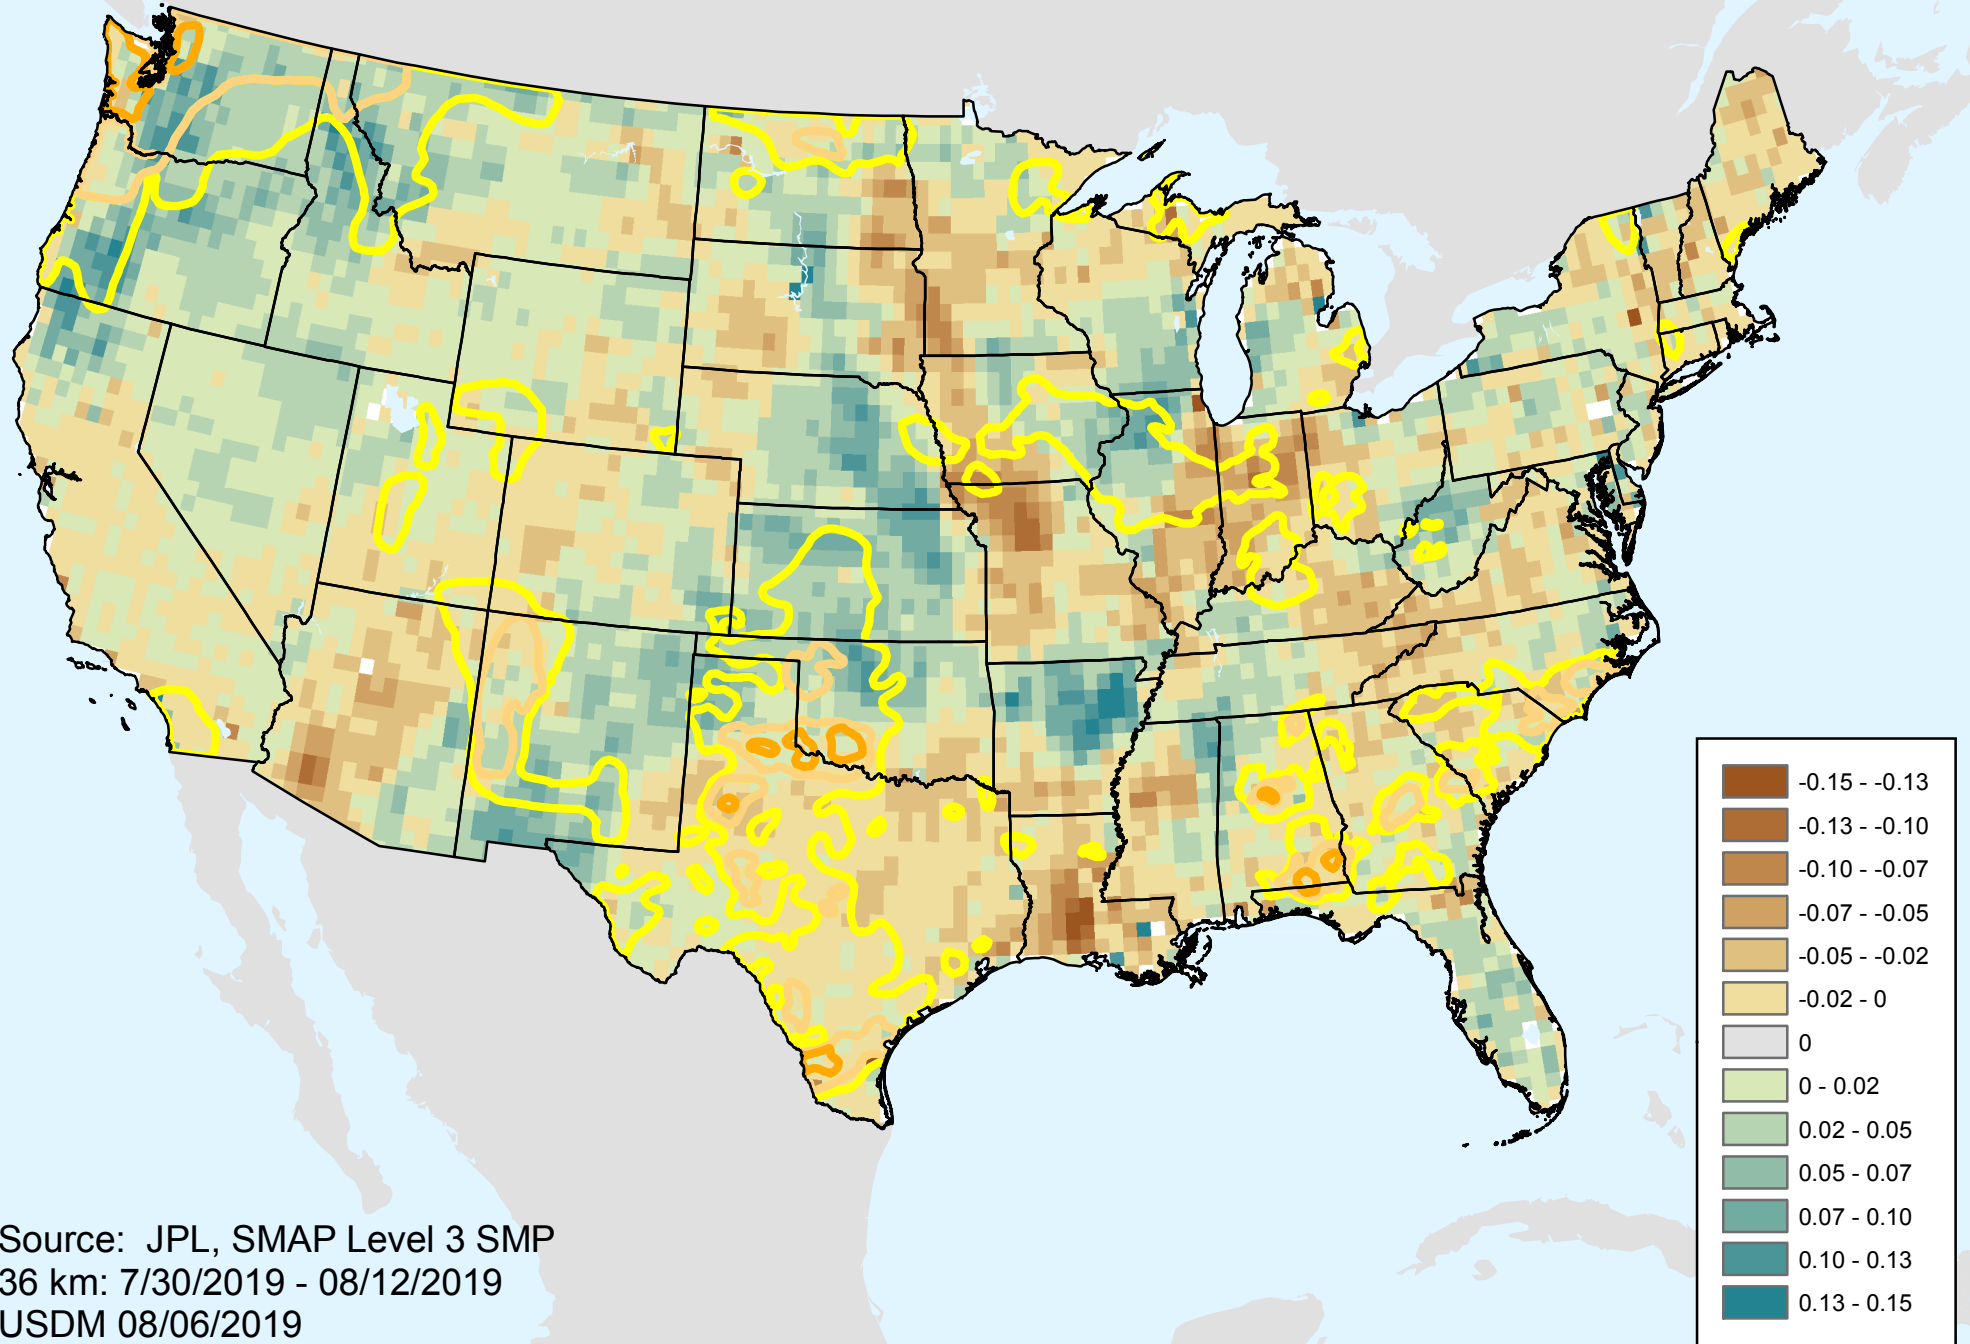 -0.15 - -0.13
-0.13 - -0.10
-0.10 - -0.07
-0.07 - -0.05
-0.05 - -0.02
-0.02 - 0
0
0 - 0.02
0.02 - 0.05
0.05 - 0.07
0.07 - 0.10
0.10 - 0.13
0.13 - 0.15
Source:  JPL, SMAP Level 3 SMP
36 km: 7/30/2019 - 08/12/2019
USDM 08/06/2019